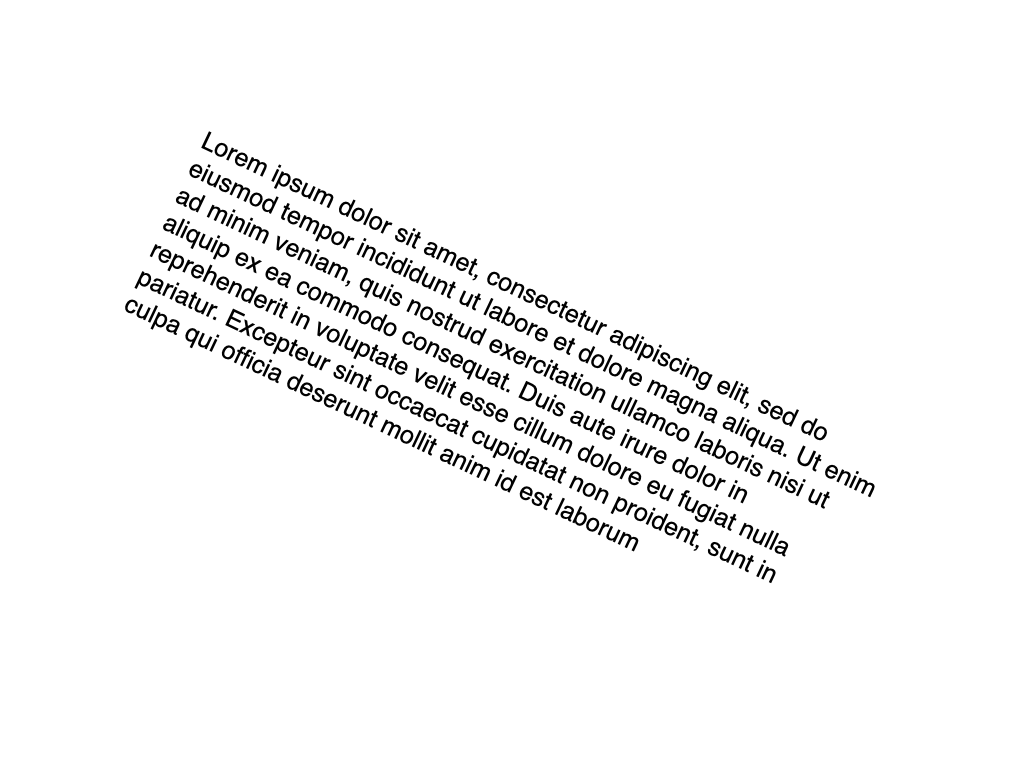 Lorem ipsum dolor sit amet, consectetur adipiscing elit, sed do
eiusmod tempor incididunt ut labore et dolore magna aliqua. Ut enim
ad minim veniam, quis nostrud exercitation ullamco laboris nisi ut
aliquip ex ea commodo consequat. Duis aute irure dolor in
reprehenderit in voluptate velit esse cillum dolore eu fugiat nulla
pariatur. Excepteur sint occaecat cupidatat non proident, sunt in
culpa qui officia deserunt mollit anim id est laborum